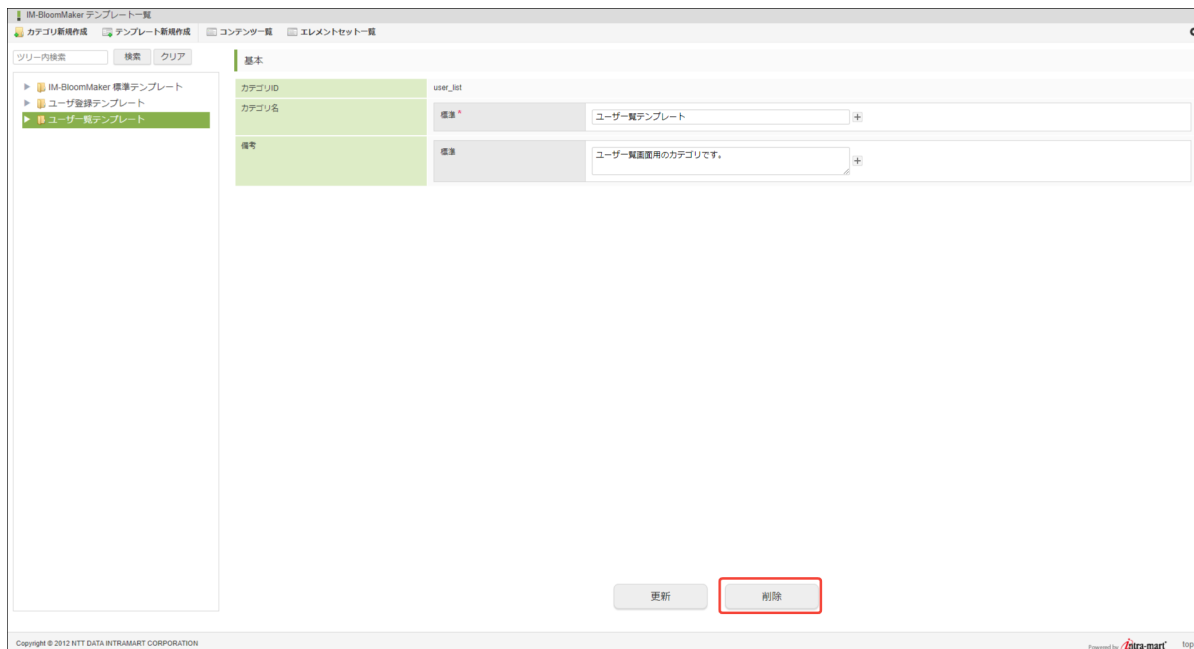 IM-BloomMaker テンプレート一覧
カテゴリ新規作成 テンプレート新規作成 コンテンツ一覧 エレメントセット一覧
ツリー内検索 検索 クリア
基本
IM-BloomMaker 標準テンプレート
ユーザ登録テンプレート
ユーザ一覧テンプレート
カテゴリID user_list
カテゴリ名 標準 * ユーザ一覧テンプレート
備考 標準 ユーザ一覧画面用のカテゴリです。
更新 削除
Copyright © 2012 NTT DATA INTRAMART CORPORATION
Powered by intra-mart top